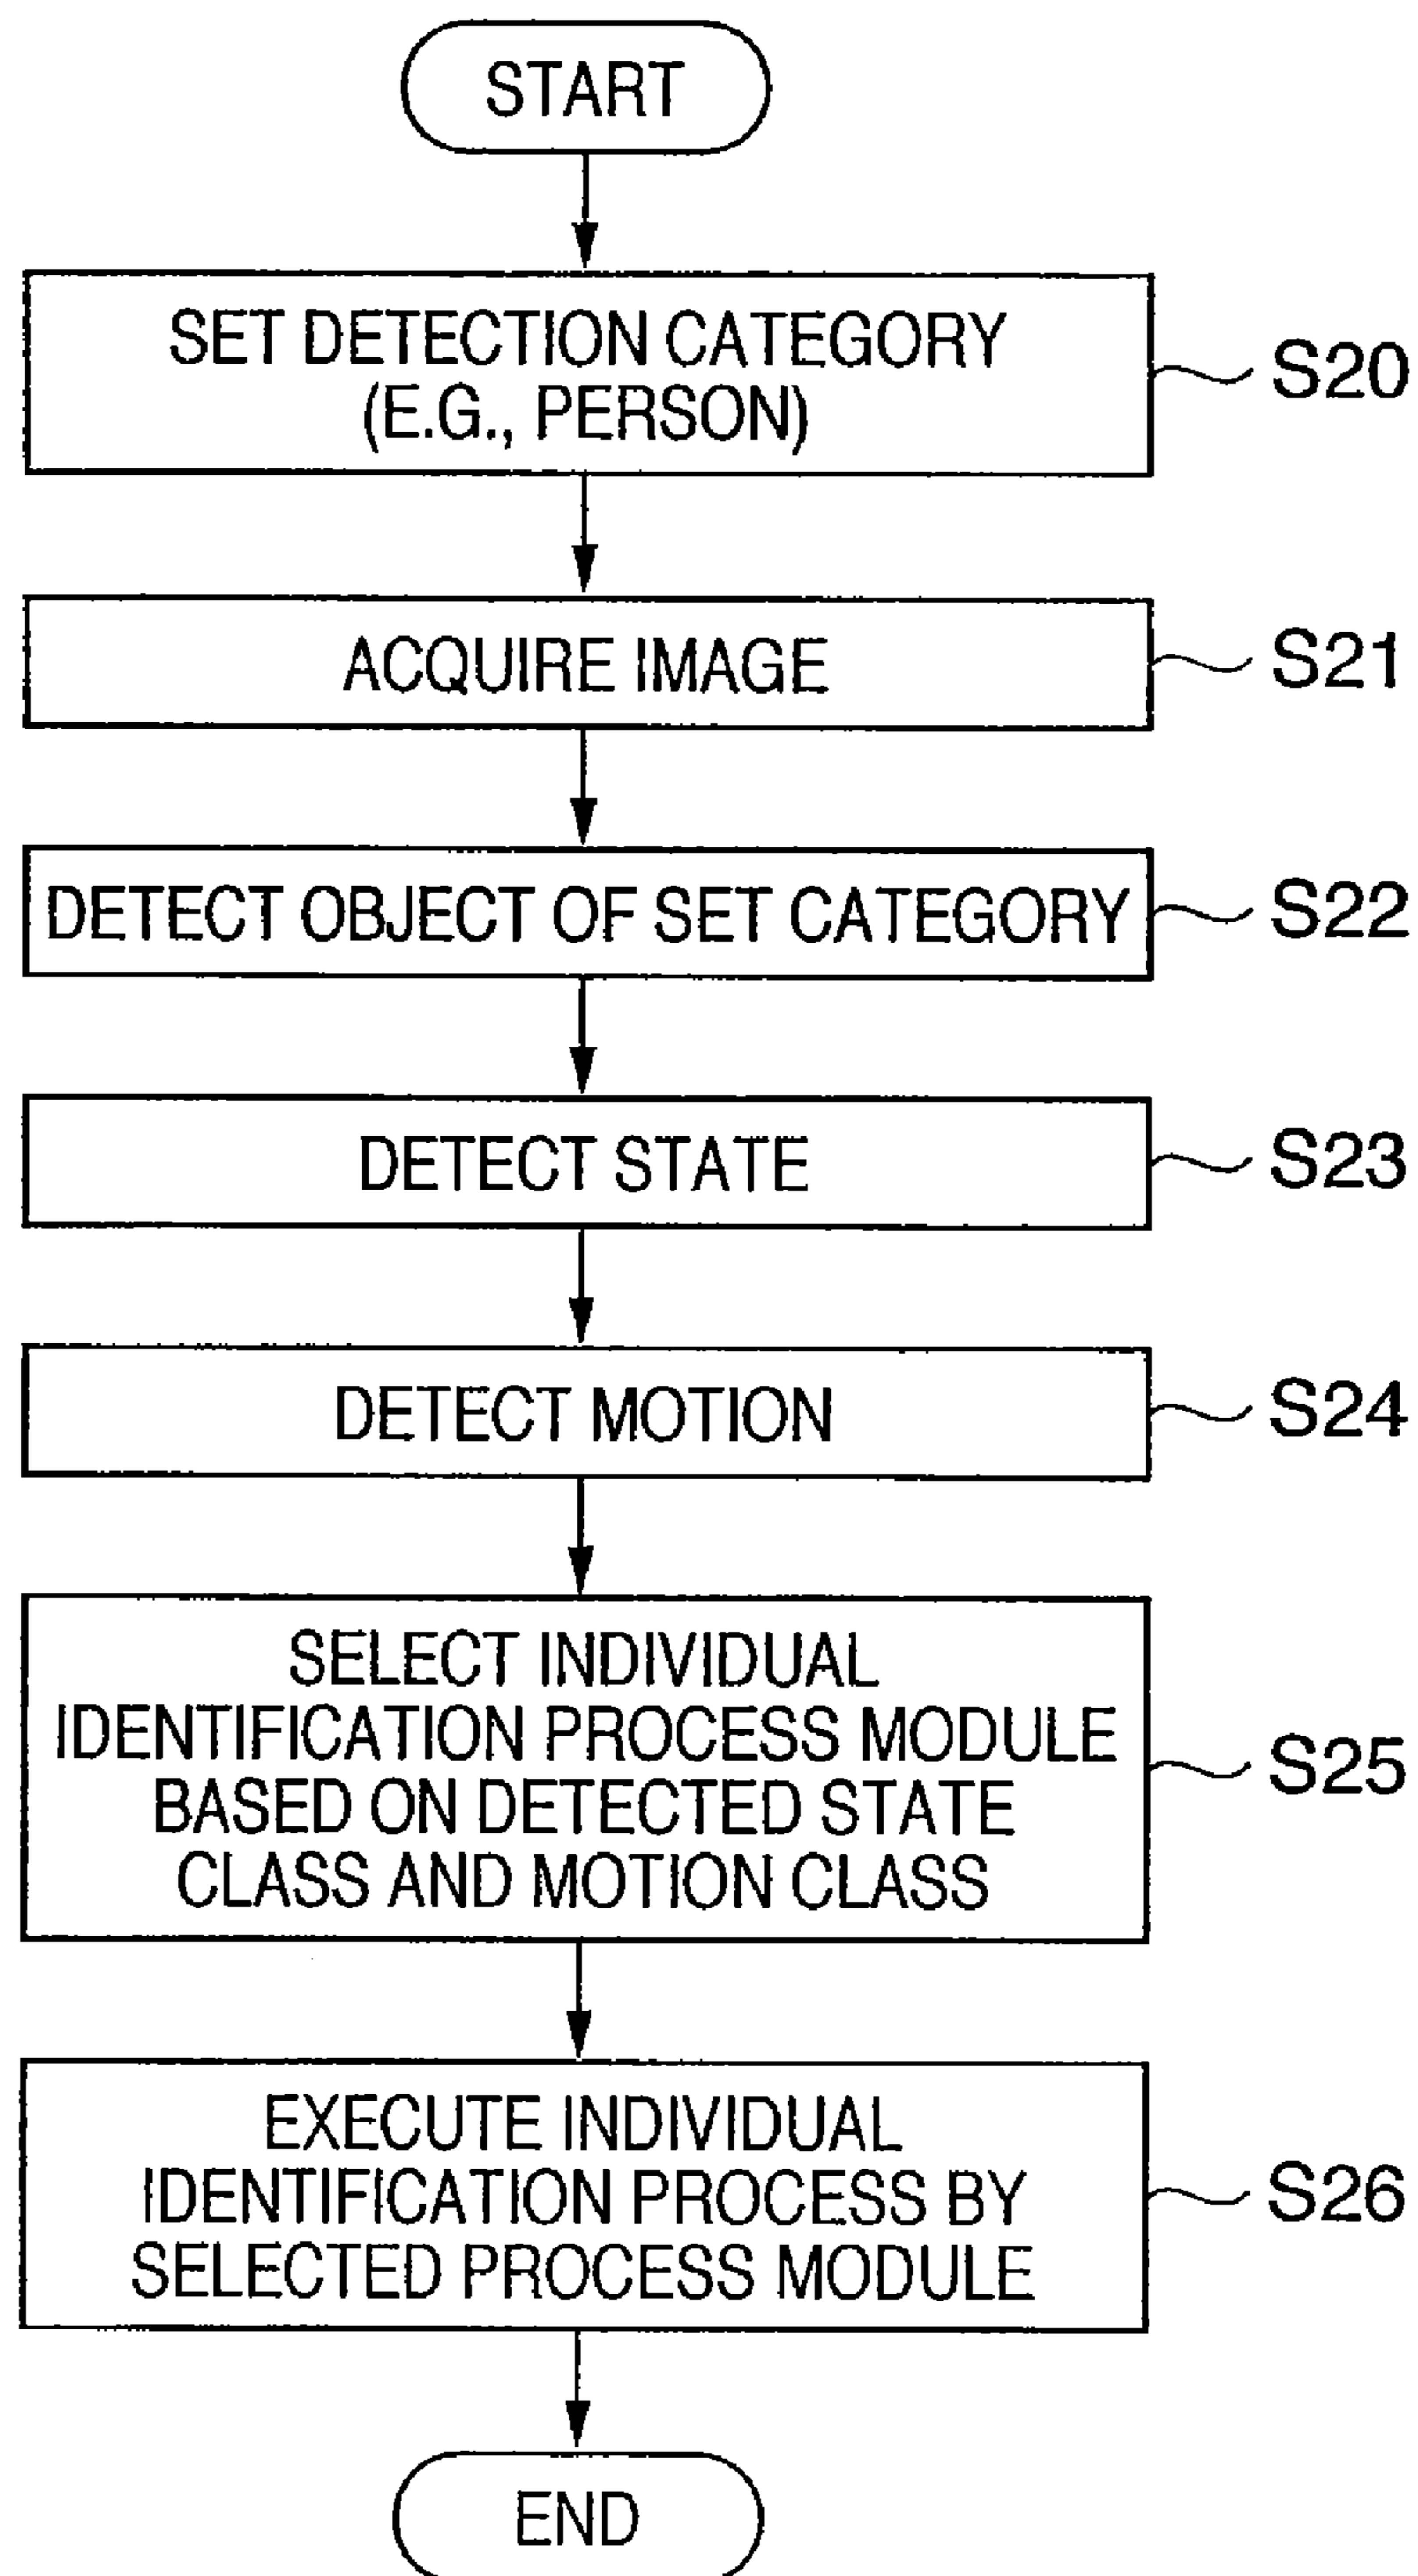 START
SET DETECTION CATEGORY
(E.G., PERSON)
S20
ACQUIRE IMAGE
S21
DETECT OBJECT OF SET CATEGORY
S22
DETECT STATE
S23
DETECT MOTION
S24
SELECT INDIVIDUAL
IDENTIFICATION PROCESS MODULE
BASED ON DETECTED STATE
CLASS AND MOTION CLASS
S25
EXECUTE INDIVIDUAL
IDENTIFICATION PROCESS BY
SELECTED PROCESS MODULE
S26
END